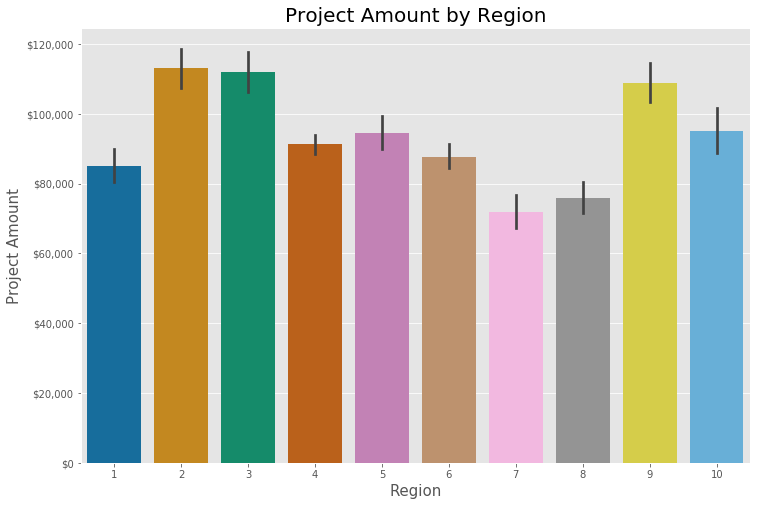 Project Amount by Region
Project Amount
$120,000
$100,000
$80,000
$60,000
$40,000
$20,000
$0
1 2 3 4 5 6 7 8 9 10
Region